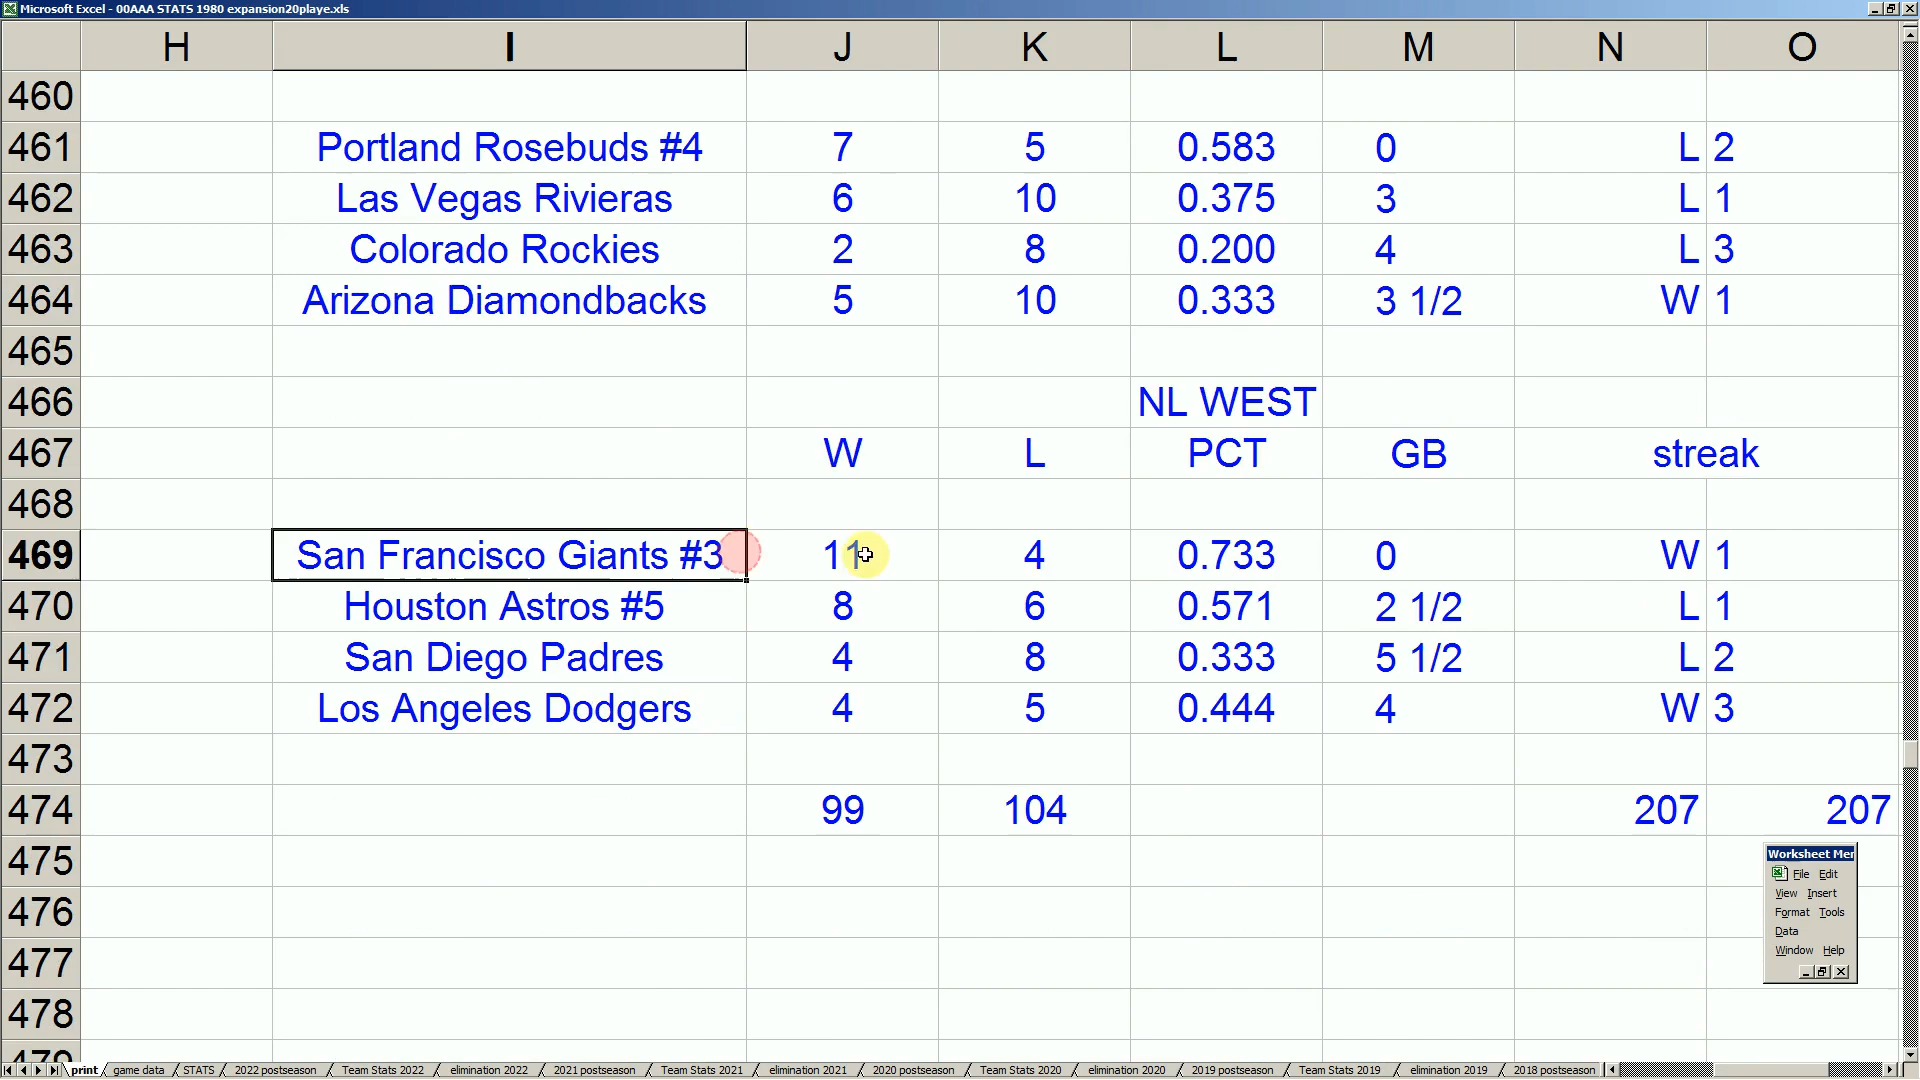 Microsoft Excel - 00AAA STATS 1980 expansion20playe.xls
H I J K L M N O
460
461 Portland Rosebuds #4 7 5 0.583 0 L 2
462 Las Vegas Rivieras 6 10 0.375 3 L 1
463 Colorado Rockies 2 8 0.200 4 L 3
464 Arizona Diamondbacks 5 10 0.333 3 1/2 W 1
465
466 NL WEST
467 W L PCT GB streak
468
469 San Francisco Giants #3 11 4 0.733 0 W 1
470 Houston Astros #5 8 6 0.571 2 1/2 L 1
471 San Diego Padres 4 8 0.333 5 1/2 L 2
472 Los Angeles Dodgers 4 5 0.444 4 W 3
473
474 99 104 207 207
475
476
477
478
479
Worksheet Mer
File Edit
View Insert
Format Tools
Data
Window Help
print game data STATS 2022 postseason Team Stats 2022 elimination 2022 2021 postseason Team Stats 2021 elimination 2021 2020 postseason Team Stats 2020 elimination 2020 2019 postseason Team Stats 2019 elimination 2019 2018 postseason